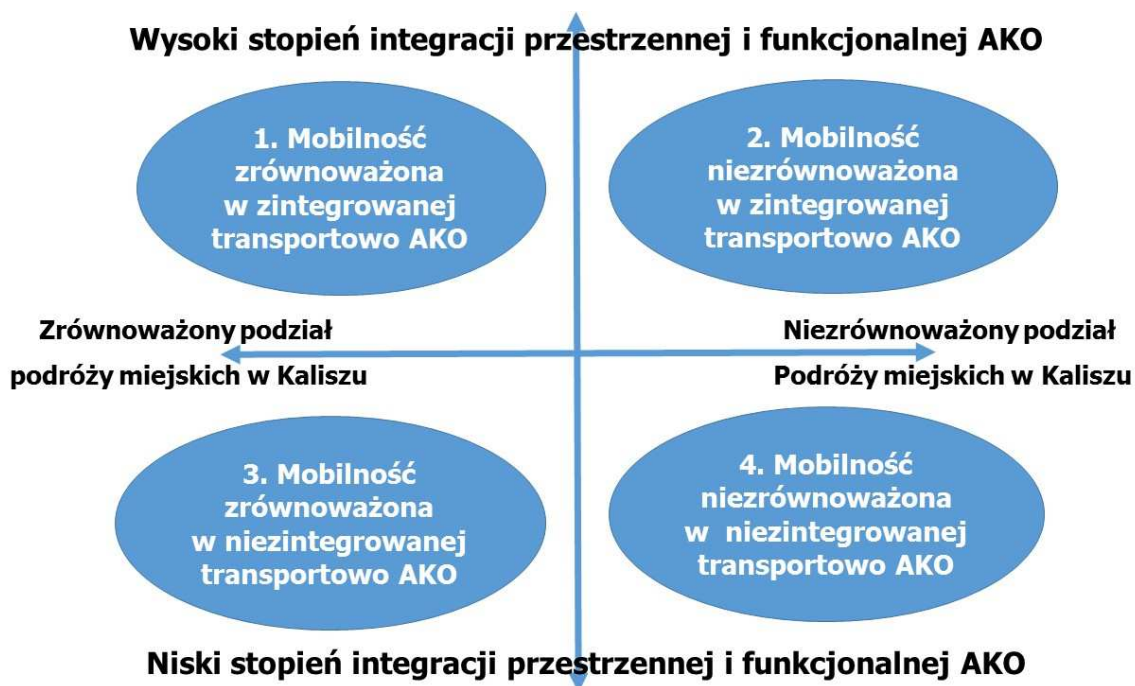 Wysoki stopień integracji przestrzennej i funkcjonalnej AKO
1. Mobilność
zrównoważona
w zintegrowanej
transportowo AKO
2. Mobilność
niezrównoważona
w zintegrowanej
transportowo AKO
Zrównoważony podział
podróży miejskich w Kaliszu
Niezrównoważony podział
Podróży miejskich w Kaliszu
3. Mobilność
zrównoważona
w niezintegrowanej
transportowo AKO
4. Mobilność
niezrównoważona
w niezintegrowanej
transportowo AKO
Niski stopień integracji przestrzennej i funkcjonalnej AKO